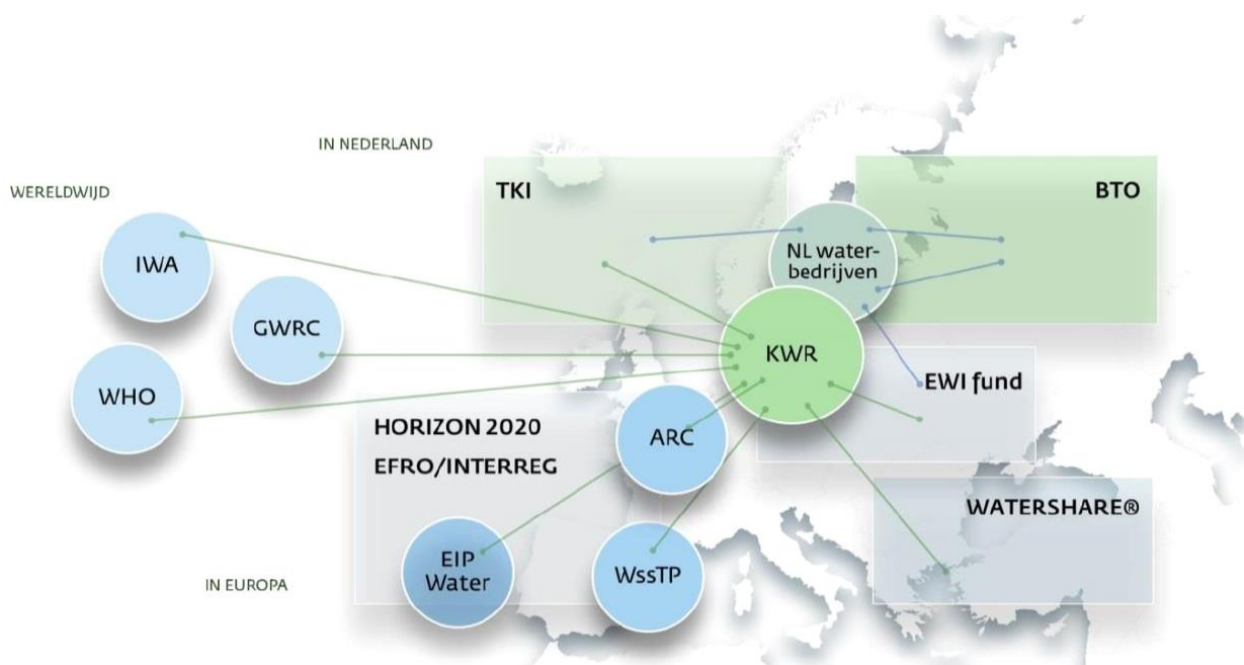 IN NEDERLAND
WERELDWIJD
TKI
BTO
IWA
NL water-
bedrijven
GWRC
KWR
WHO
EWI fund
HORIZON 2020
ARC
EFRO/INTERREG
WATERSHARE®
EIP
Water
WssTP
IN EUROPA